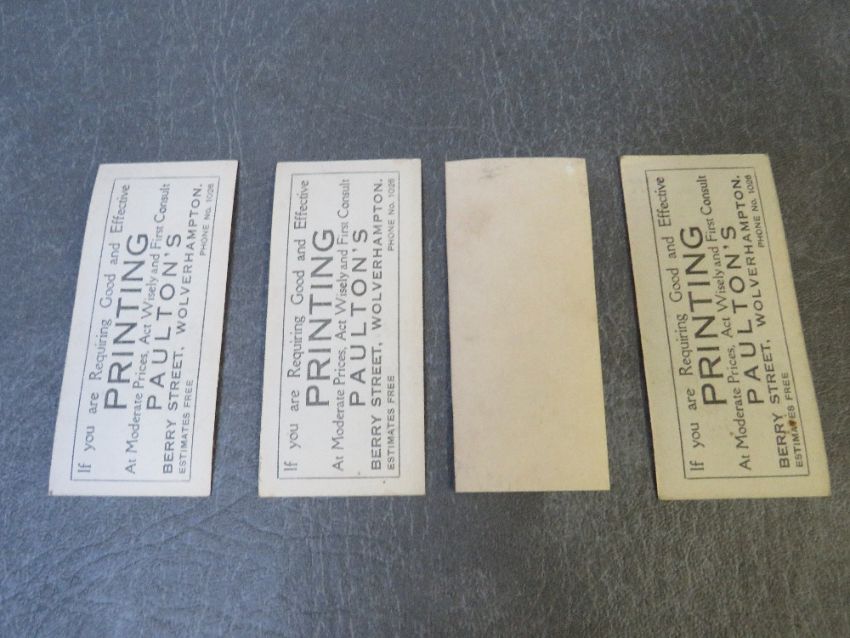 If you are Requiring Good and Effective
PRINTING
At Moderate Prices, Act Wisely and First Consult
PAULTON'S
BERRY STREET, WOLVERHAMPTON.
ESTIMATES FREE PHONE No. 1026
If you are Requiring Good and Effective
PRINTING
At Moderate Prices, Act Wisely and First Consult
PAULTON'S
BERRY STREET, WOLVERHAMPTON.
ESTIMATES FREE PHONE No. 1026
If you are Requiring Good and Effective
PRINTING
At Moderate Prices, Act Wisely and First Consult
PAULTON'S
BERRY STREET, WOLVERHAMPTON.
ESTIMATES FREE PHONE No. 1026